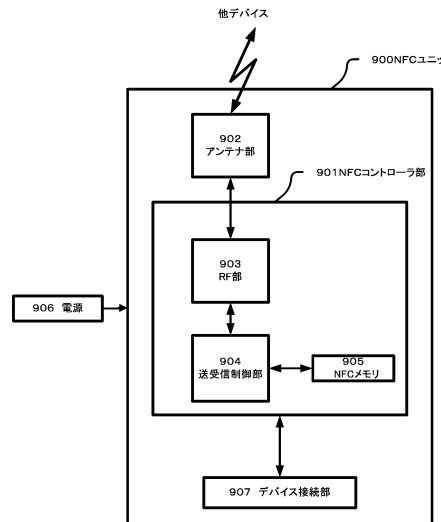 他デバイス
900NFCユニット
902
アンテナ部
901NFCコントローラ部
903
RF部
906 電源
904
送受信制御部
905
NFCメモリ
907 デバイス接続部